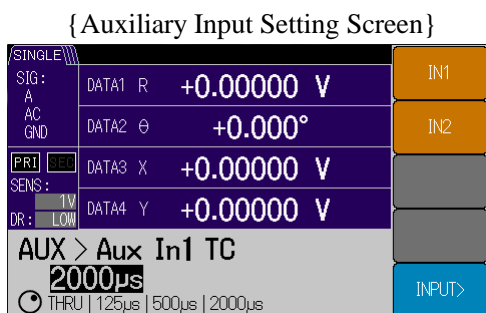 {Auxiliary Input Setting Screen}
SINGLE
SIG:
A
AC
GND
PRI SEC
SENS:
1V
DR: LOW
DATA1 R +0.00000 V
DATA2 θ +0.000°
DATA3 X +0.00000 V
DATA4 Y +0.00000 V
AUX > Aux In1 TC
2000µs
THRU | 125µs | 500µs | 2000µs
IN1
IN2
INPUT>